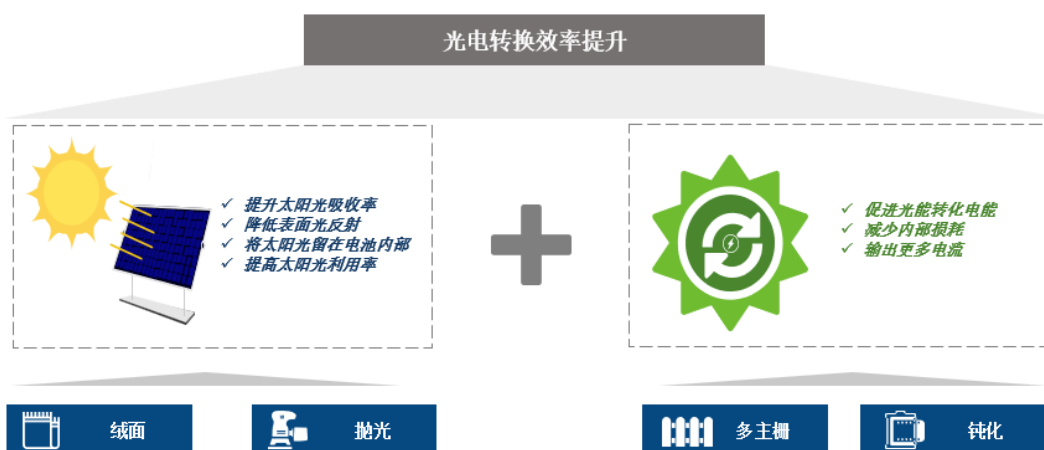 光电转换效率提升
提升太阳光吸收率
降低表面光反射
将太阳光留在电池内部
提高太阳光利用率
促进光能转化电能
减少内部损耗
输出更多电流
绒面
抛光
多主栅
钝化